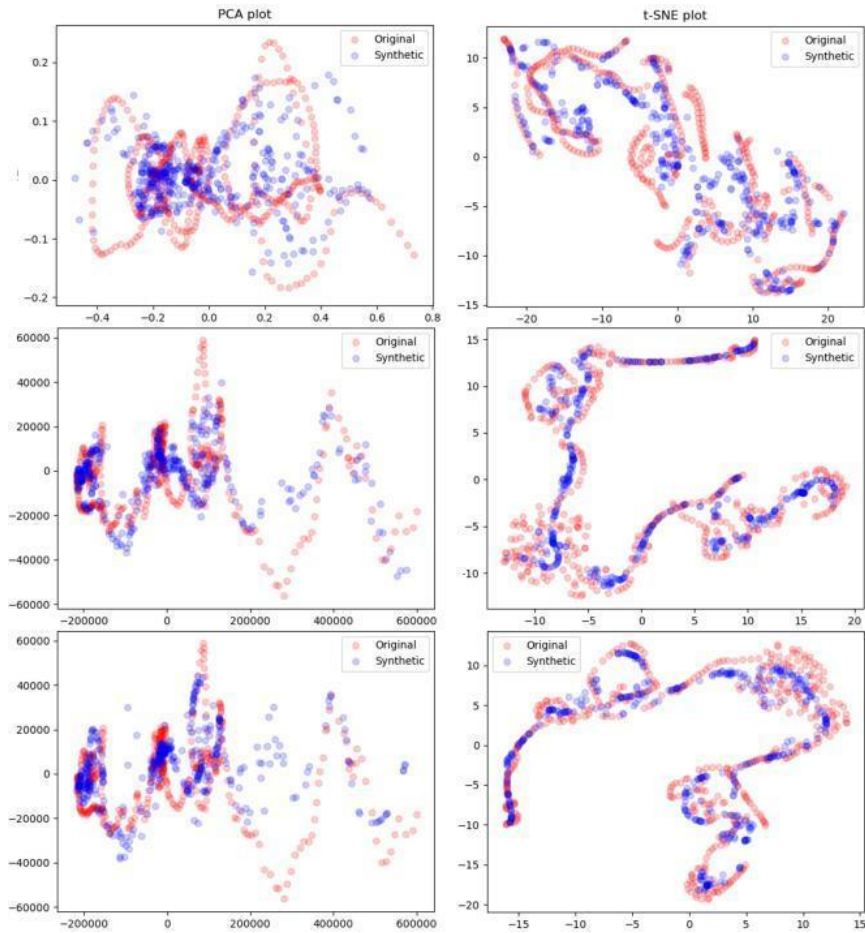 PCA plot
t-SNE plot
Original
Synthetic
0.2
0.1
0.0
−0.1
−0.2
−0.4 −0.2 0.0 0.2 0.4 0.6 0.8
Original
Synthetic
10
5
0
−5
−10
−15
−20 −10 0 10 20
Original
Synthetic
60000
40000
20000
0
−20000
−40000
−60000
−200000 0 200000 400000 600000
Original
Synthetic
15
10
5
0
−5
−10
−10 −5 0 5 10 15 20
Original
Synthetic
60000
40000
20000
0
−20000
−40000
−60000
−200000 0 200000 400000 600000
Original
Synthetic
10
5
0
−5
−10
−15
−20
−15 −10 −5 0 5 10 15